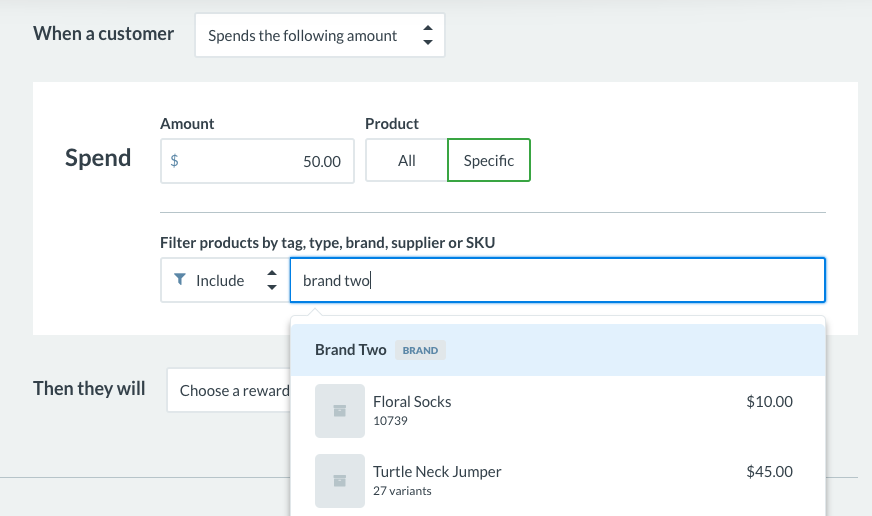 When a customer
Spends the following amount
Amount
Product
Spend
$ 50.00
All
Specific
Filter products by tag, type, brand, supplier or SKU
Include
brand two
Brand Two BRAND
Then they will
Choose a reward
Floral Socks $10.00
10739
Turtle Neck Jumper $45.00
27 variants